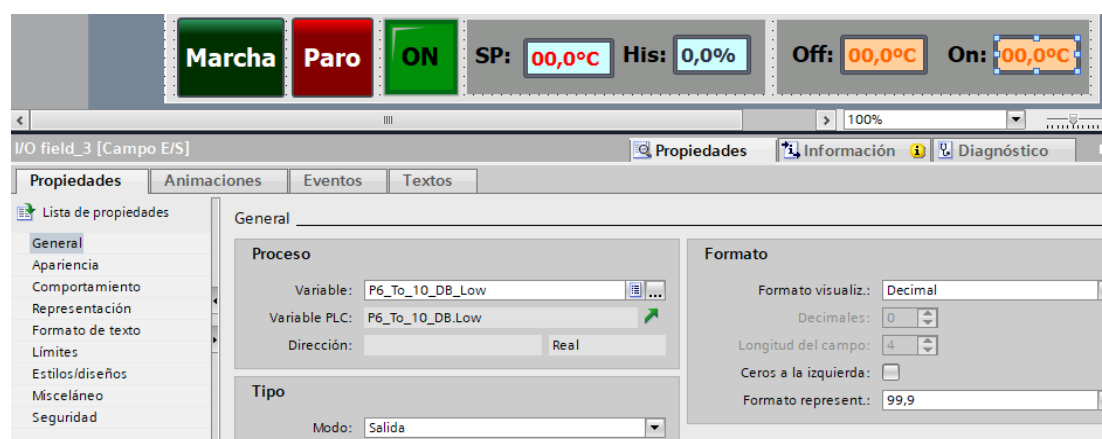 Marcha Paro ON SP: 00,0ºC His: 0,0% Off: 00,0ºC On: 00,0ºC
100%
I/O field_3 [Campo E/S] Propiedades Información Diagnóstico
Propiedades Animaciones Eventos Textos
Lista de propiedades
General
Apariencia
Comportamiento
Representación
Formato de texto
Límites
Estilos/diseños
Misceláneo
Seguridad
General
Proceso
Variable: P6_To_10_DB_Low ...
Variable PLC: P6_To_10_DB.Low
Dirección: Real
Tipo
Modo: Salida
Formato
Formato visualiz.: Decimal
Decimales: 0
Longitud del campo: 4
Ceros a la izquierda:
Formato represent.: 99,9